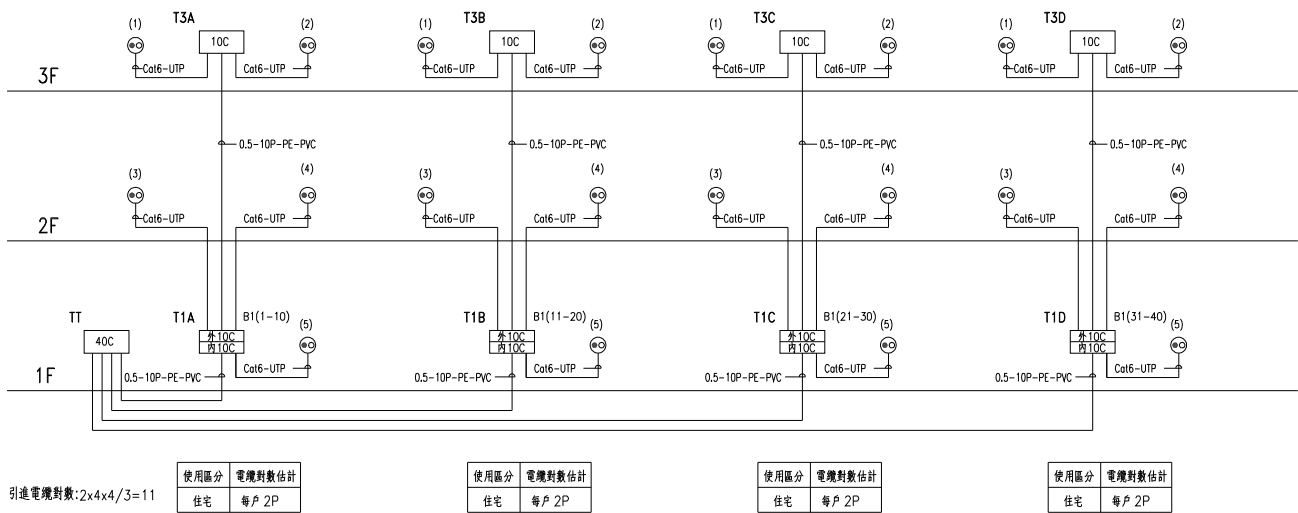 (1) T3A (2) (1) T3B (2) (1) T3C (2) (1) T3D (2)
10C 10C 10C 10C
3F Cat6-UTP Cat6-UTP Cat6-UTP Cat6-UTP Cat6-UTP Cat6-UTP Cat6-UTP Cat6-UTP
0.5-10P-PE-PVC 0.5-10P-PE-PVC 0.5-10P-PE-PVC 0.5-10P-PE-PVC
(3) (4) (3) (4) (3) (4) (3) (4)
2F Cat6-UTP Cat6-UTP Cat6-UTP Cat6-UTP Cat6-UTP Cat6-UTP Cat6-UTP Cat6-UTP
TT T1A B1(1-10) (5) T1B B1(11-20) (5) T1C B1(21-30) (5) T1D B1(31-40) (5)
40C 外10C 外10C 外10C 外10C
內10C 內10C 內10C 內10C
Cat6-UTP Cat6-UTP Cat6-UTP Cat6-UTP
1F 0.5-10P-PE-PVC 0.5-10P-PE-PVC 0.5-10P-PE-PVC 0.5-10P-PE-PVC
使用區分 電纜對數估計 使用區分 電纜對數估計 使用區分 電纜對數估計 使用區分 電纜對數估計
引進電纜對數:2x4x4/3=11 住宅 每戶 2P 住宅 每戶 2P 住宅 每戶 2P 住宅 每戶 2P